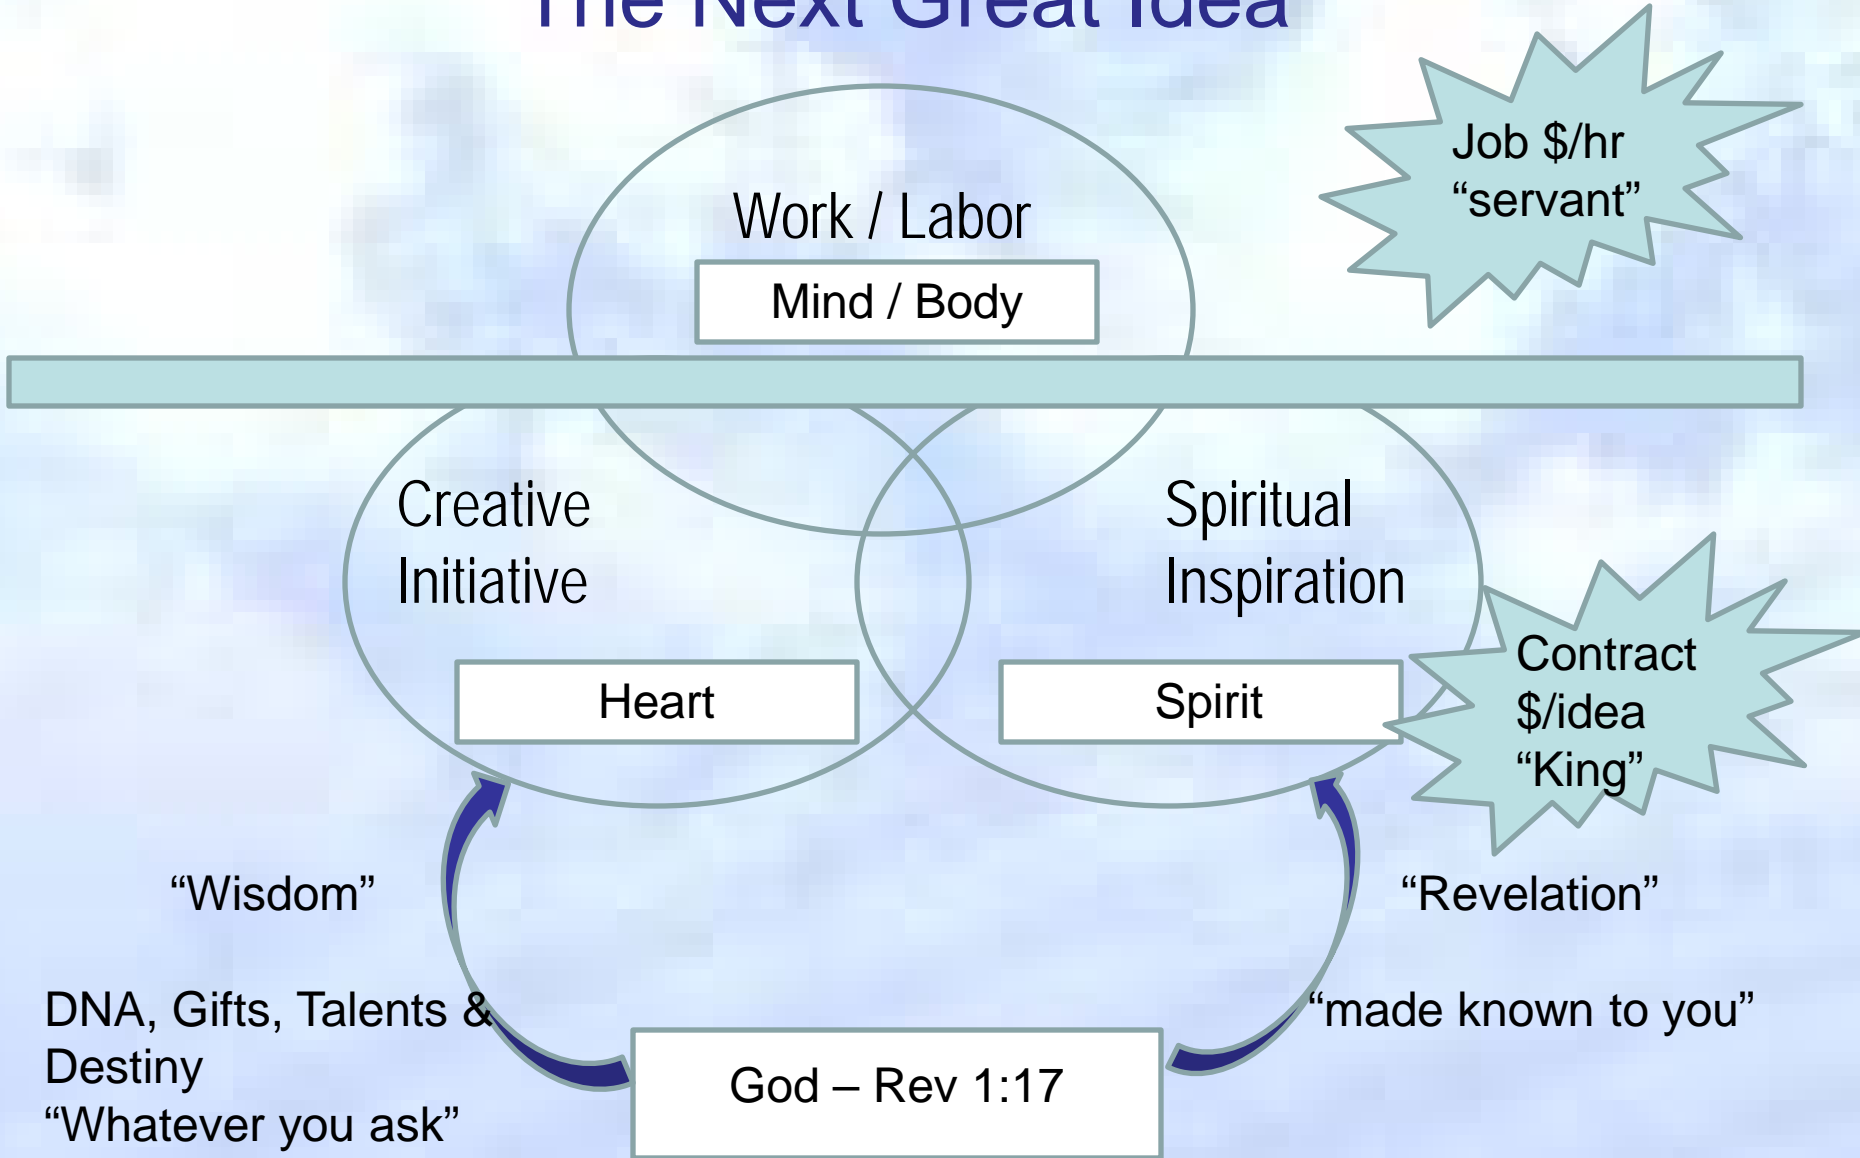 The Next Great Idea
Job $/hr
“servant”
Work / Labor
Mind / Body
Creative
Initiative
Spiritual
Inspiration
Heart
Spirit
Contract
$/idea
“King”
“Wisdom”
“Revelation”
DNA, Gifts, Talents &
Destiny
“Whatever you ask”
“made known to you”
God – Rev 1:17